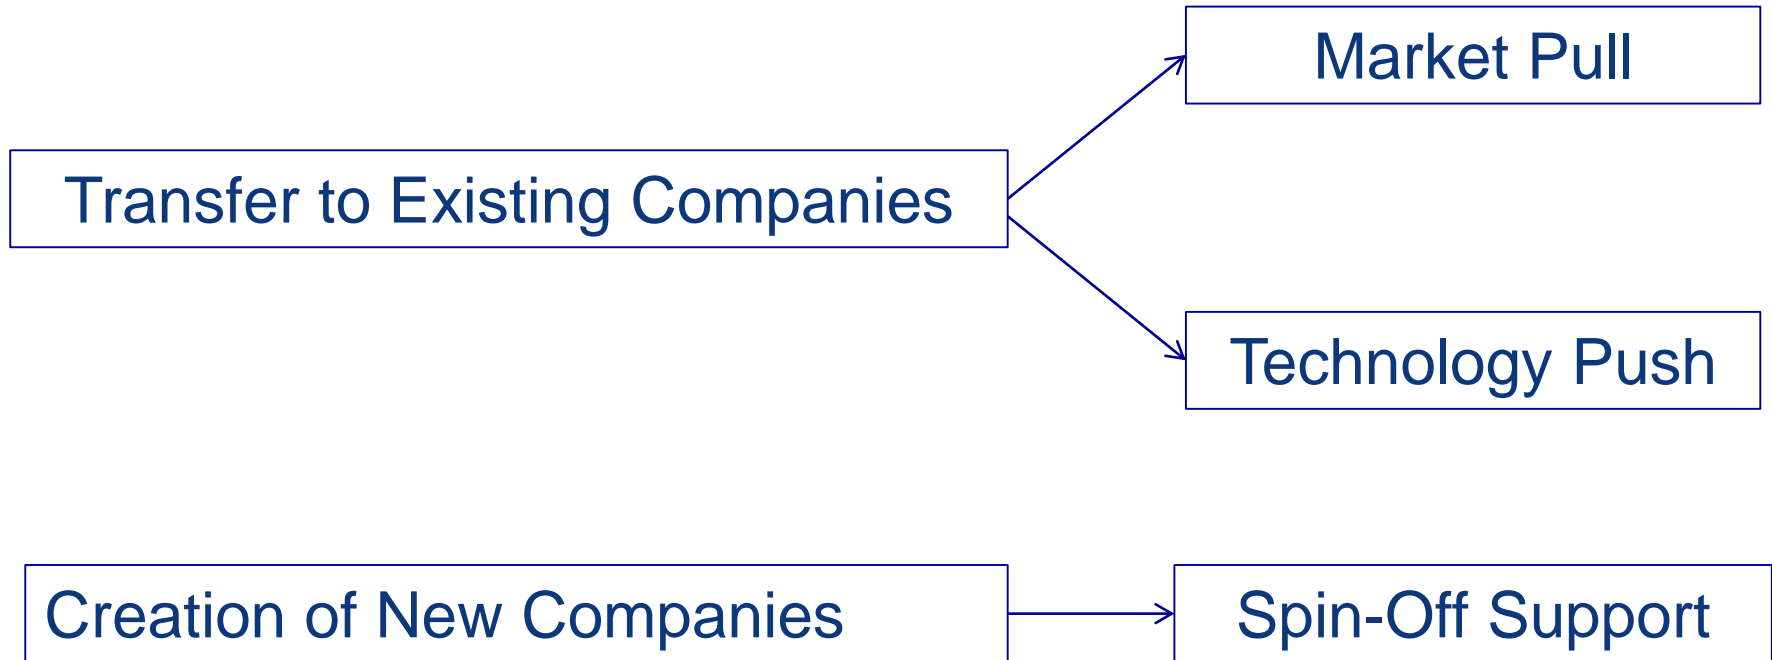 Market Pull
Transfer to Existing Companies
Technology Push
Creation of New Companies
Spin-Off Support